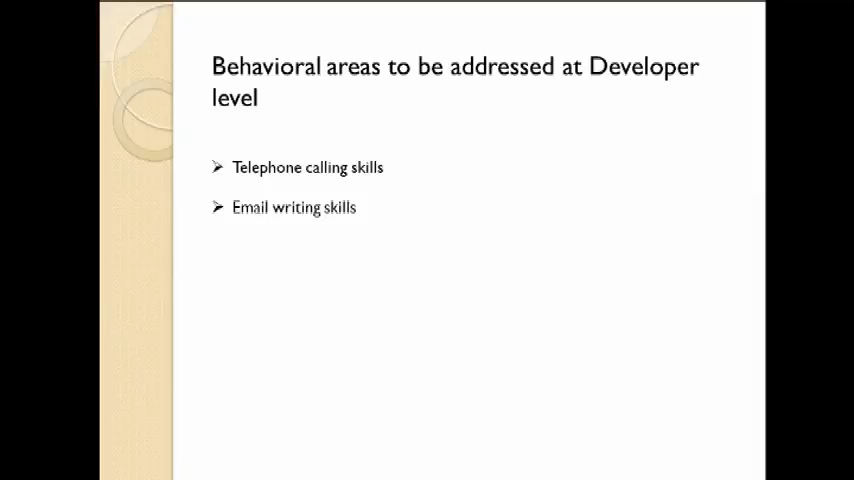 Behavioral areas to be addressed at Developer
level
➢ Telephone calling skills
➢ Email writing skills